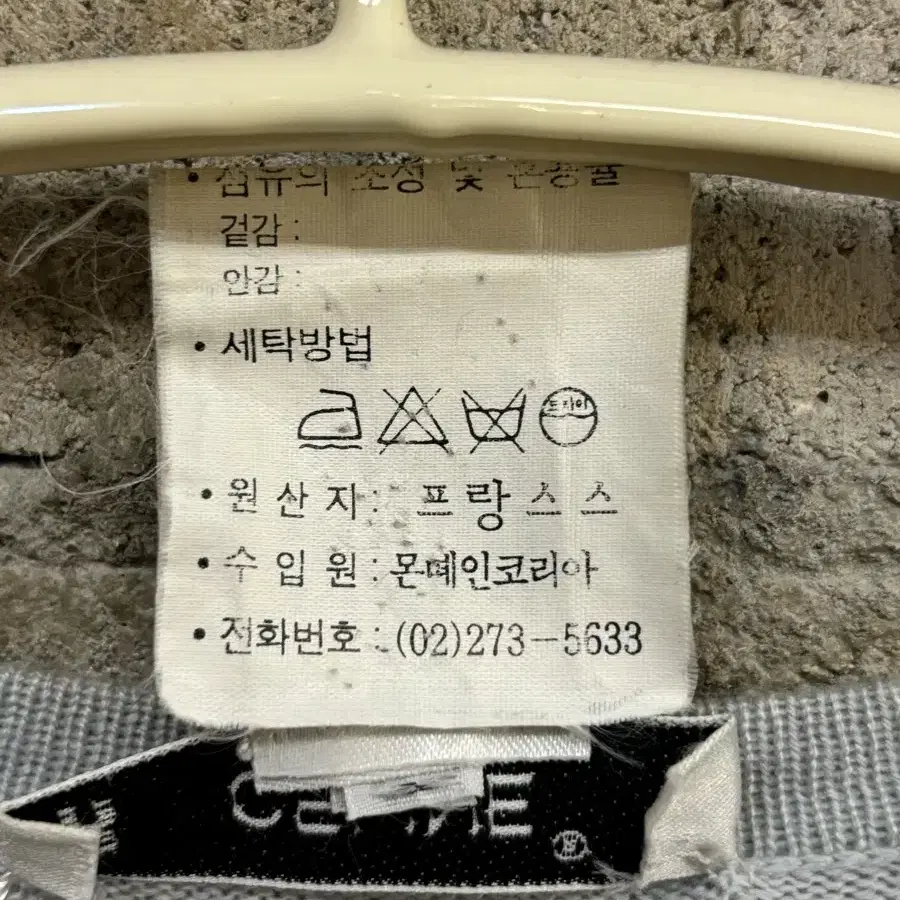 • 섬유의 조성 및 혼용율
겉감 :
안감 :
• 세탁방법
드라이
• 원 산 지 : 프랑스스
• 수 입 원 : 몬떼인코리아
• 전화번호 : (02)273-5633